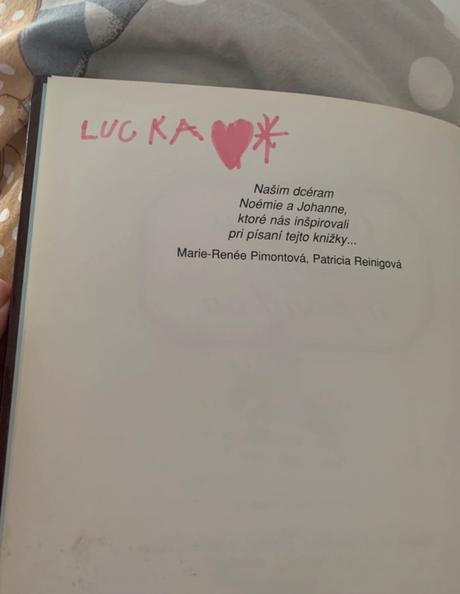 LUCKA
Našim dcéram
Noémie a Johanne,
ktoré nás inšpirovali
pri písaní tejto knižky...
Marie-Renée Pimontová, Patricia Reinigová